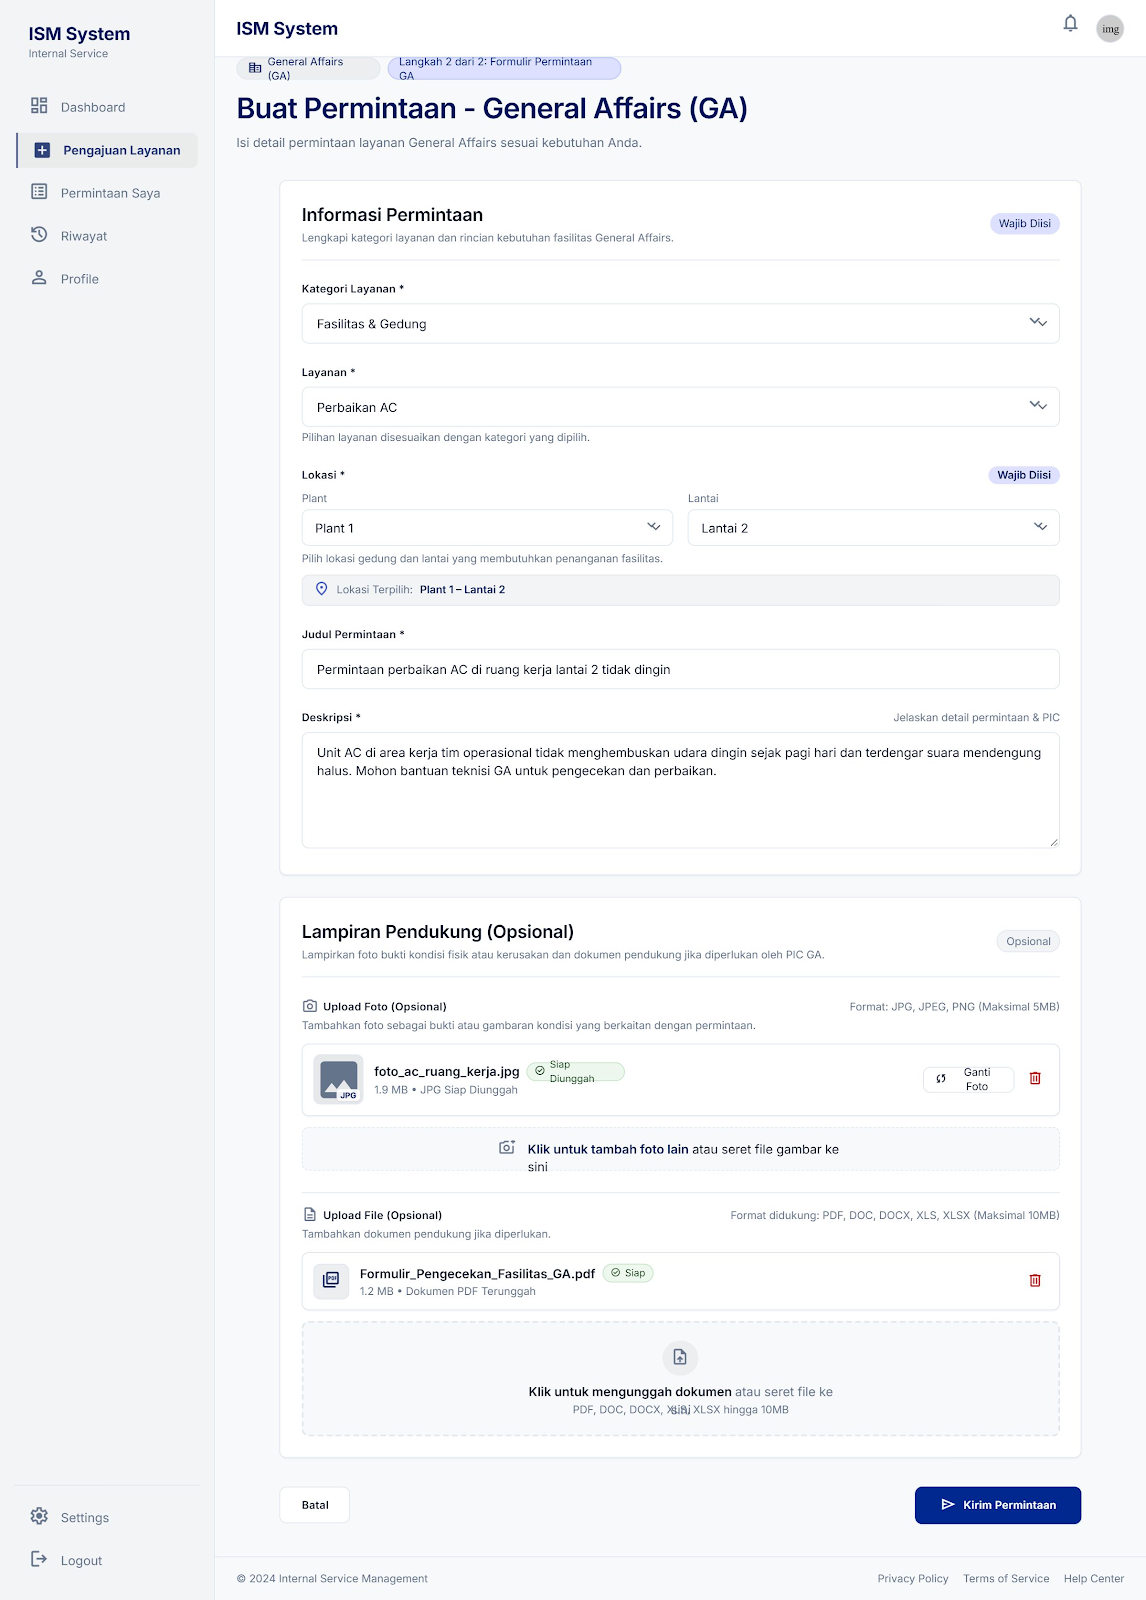 ISM System
Internal Service
Dashboard
Pengajuan Layanan
Permintaan Saya
Riwayat
Profile
Settings
Logout
ISM System
img
General Affairs
(GA)
Langkah 2 dari 2: Formulir Permintaan
GA
Buat Permintaan - General Affairs (GA)
Isi detail permintaan layanan General Affairs sesuai kebutuhan Anda.
Informasi Permintaan
Wajib Diisi
Lengkapi kategori layanan dan rincian kebutuhan fasilitas General Affairs.
Kategori Layanan *
Fasilitas & Gedung
Layanan *
Perbaikan AC
Pilihan layanan disesuaikan dengan kategori yang dipilih.
Lokasi *
Wajib Diisi
Plant
Lantai
Plant 1
Lantai 2
Pilih lokasi gedung dan lantai yang membutuhkan penanganan fasilitas.
Lokasi Terpilih: Plant 1 – Lantai 2
Judul Permintaan *
Permintaan perbaikan AC di ruang kerja lantai 2 tidak dingin
Deskripsi *
Jelaskan detail permintaan & PIC
Unit AC di area kerja tim operasional tidak menghembuskan udara dingin sejak pagi hari dan terdengar suara mendengung
halus. Mohon bantuan teknisi GA untuk pengecekan dan perbaikan.
Lampiran Pendukung (Opsional)
Opsional
Lampirkan foto bukti kondisi fisik atau kerusakan dan dokumen pendukung jika diperlukan oleh PIC GA.
Upload Foto (Opsional)
Format: JPG, JPEG, PNG (Maksimal 5MB)
Tambahkan foto sebagai bukti atau gambaran kondisi yang berkaitan dengan permintaan.
JPG
foto_ac_ruang_kerja.jpg
Siap
Diunggah
1.9 MB • JPG Siap Diunggah
Ganti
Foto
Klik untuk tambah foto lain atau seret file gambar ke
sini
Upload File (Opsional)
Format didukung: PDF, DOC, DOCX, XLS, XLSX (Maksimal 10MB)
Tambahkan dokumen pendukung jika diperlukan.
PDF
Formulir_Pengecekan_Fasilitas_GA.pdf
Siap
1.2 MB • Dokumen PDF Terunggah
Klik untuk mengunggah dokumen atau seret file ke
sini
PDF, DOC, DOCX, XLS, XLSX hingga 10MB
Batal
Kirim Permintaan
© 2024 Internal Service Management
Privacy Policy
Terms of Service
Help Center